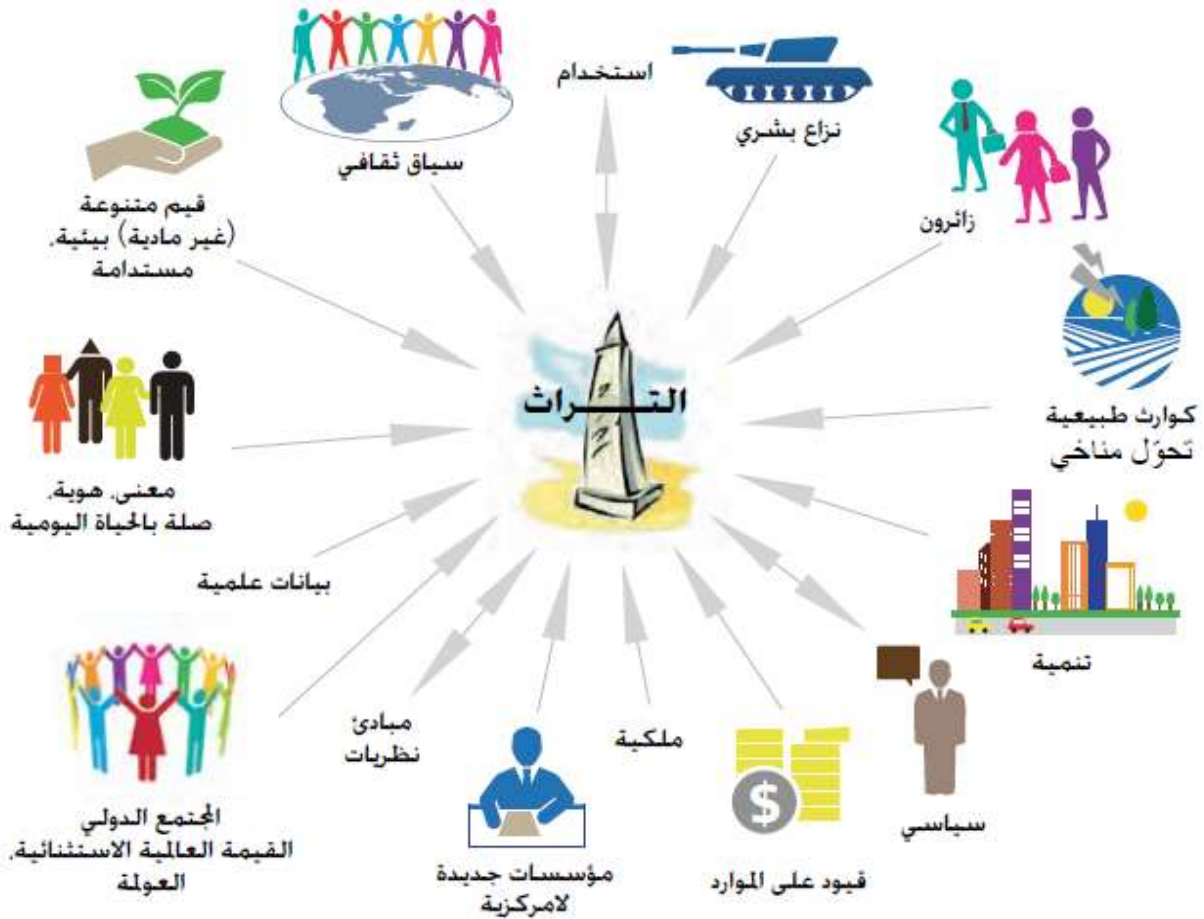 استخدام
نزاع بشري
زائرون
كوارث طبيعية
تحوّل مناخي
تنمية
سياسي
قيود على الموارد
ملكية
مؤسسات جديدة
لامركزية
مبادئ
نظريات
المجتمع الدولي
القيمة العالمية الاستثنائية،
العولمة
بيانات علمية
معنى، هوية،
صلة بالحياة اليومية
قيم متنوعة
(غير مادية) بيئية،
مستدامة
سياق ثقافي
التـــراث
$